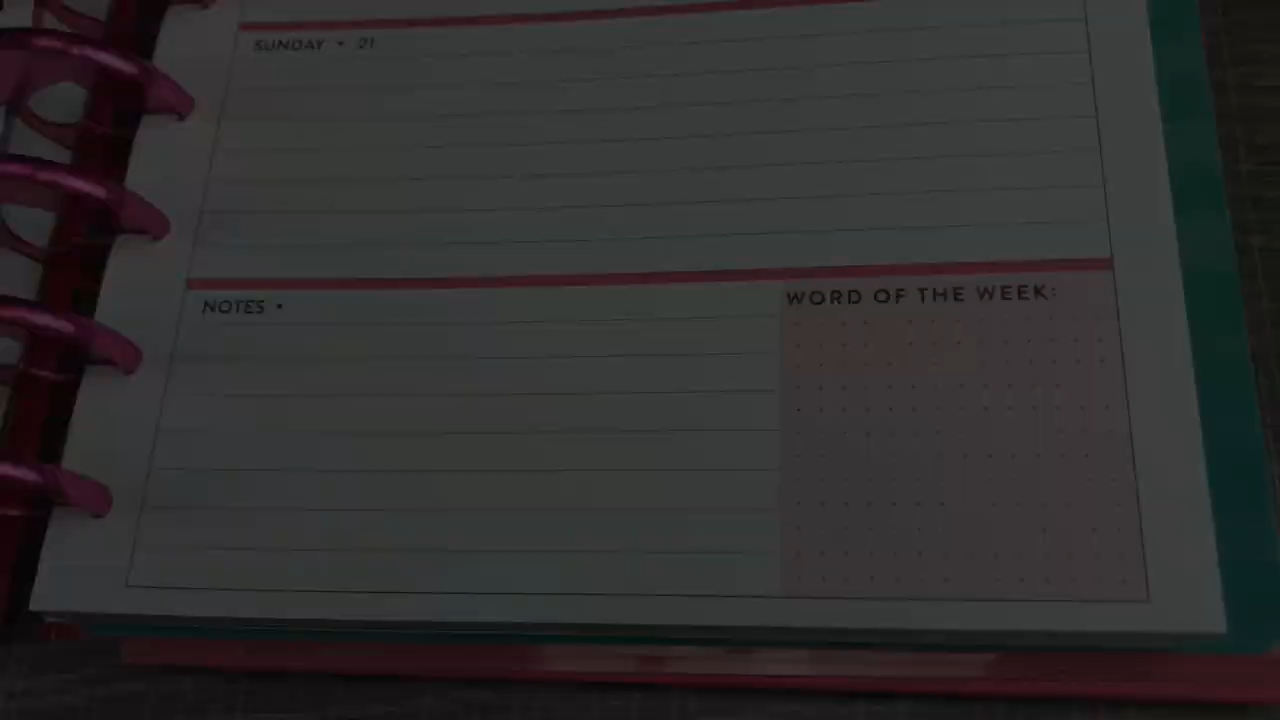 SUNDAY • 21
NOTES •
WORD OF THE WEEK: